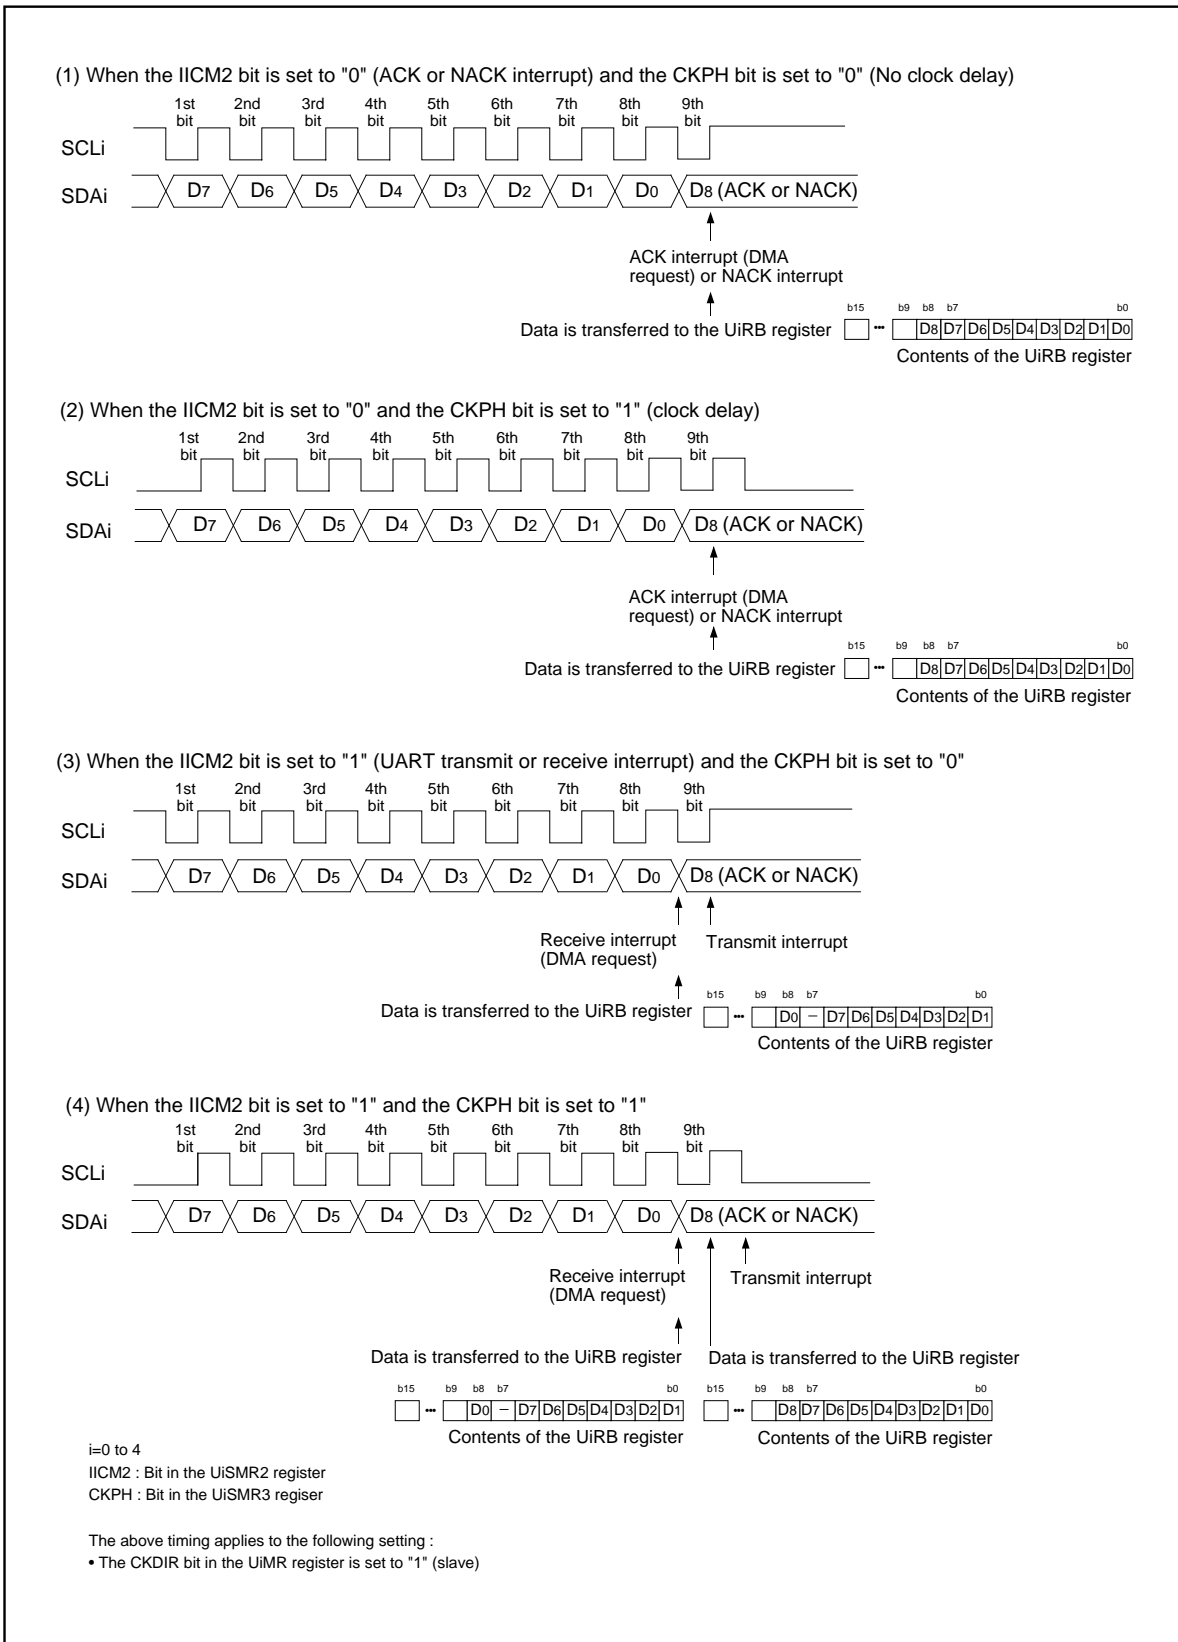 (1) When the IICM2 bit is set to "0" (ACK or NACK interrupt) and the CKPH bit is set to "0" (No clock delay)
1st bit 2nd bit 3rd bit 4th bit 5th bit 6th bit 7th bit 8th bit 9th bit
SCLi
SDAi D7 D6 D5 D4 D3 D2 D1 D0 D8 (ACK or NACK)
ACK interrupt (DMA
request) or NACK interrupt
b15 b9 b8 b7 b0
Data is transferred to the UiRB register ••• D8 D7 D6 D5 D4 D3 D2 D1 D0
Contents of the UiRB register
(2) When the IICM2 bit is set to "0" and the CKPH bit is set to "1" (clock delay)
1st bit 2nd bit 3rd bit 4th bit 5th bit 6th bit 7th bit 8th bit 9th bit
SCLi
SDAi D7 D6 D5 D4 D3 D2 D1 D0 D8 (ACK or NACK)
ACK interrupt (DMA
request) or NACK interrupt
b15 b9 b8 b7 b0
Data is transferred to the UiRB register ••• D8 D7 D6 D5 D4 D3 D2 D1 D0
Contents of the UiRB register
(3) When the IICM2 bit is set to "1" (UART transmit or receive interrupt) and the CKPH bit is set to "0"
1st bit 2nd bit 3rd bit 4th bit 5th bit 6th bit 7th bit 8th bit 9th bit
SCLi
SDAi D7 D6 D5 D4 D3 D2 D1 D0 D8 (ACK or NACK)
Receive interrupt Transmit interrupt
(DMA request)
b15 b9 b8 b7 b0
Data is transferred to the UiRB register ••• D0 – D7 D6 D5 D4 D3 D2 D1
Contents of the UiRB register
(4) When the IICM2 bit is set to "1" and the CKPH bit is set to "1"
1st bit 2nd bit 3rd bit 4th bit 5th bit 6th bit 7th bit 8th bit 9th bit
SCLi
SDAi D7 D6 D5 D4 D3 D2 D1 D0 D8 (ACK or NACK)
Receive interrupt Transmit interrupt
(DMA request)
Data is transferred to the UiRB register Data is transferred to the UiRB register
b15 b9 b8 b7 b0 b15 b9 b8 b7 b0
••• D0 – D7 D6 D5 D4 D3 D2 D1 ••• D8 D7 D6 D5 D4 D3 D2 D1 D0
Contents of the UiRB register Contents of the UiRB register
i=0 to 4
IICM2 : Bit in the UiSMR2 register
CKPH : Bit in the UiSMR3 regiser
The above timing applies to the following setting :
• The CKDIR bit in the UiMR register is set to "1" (slave)